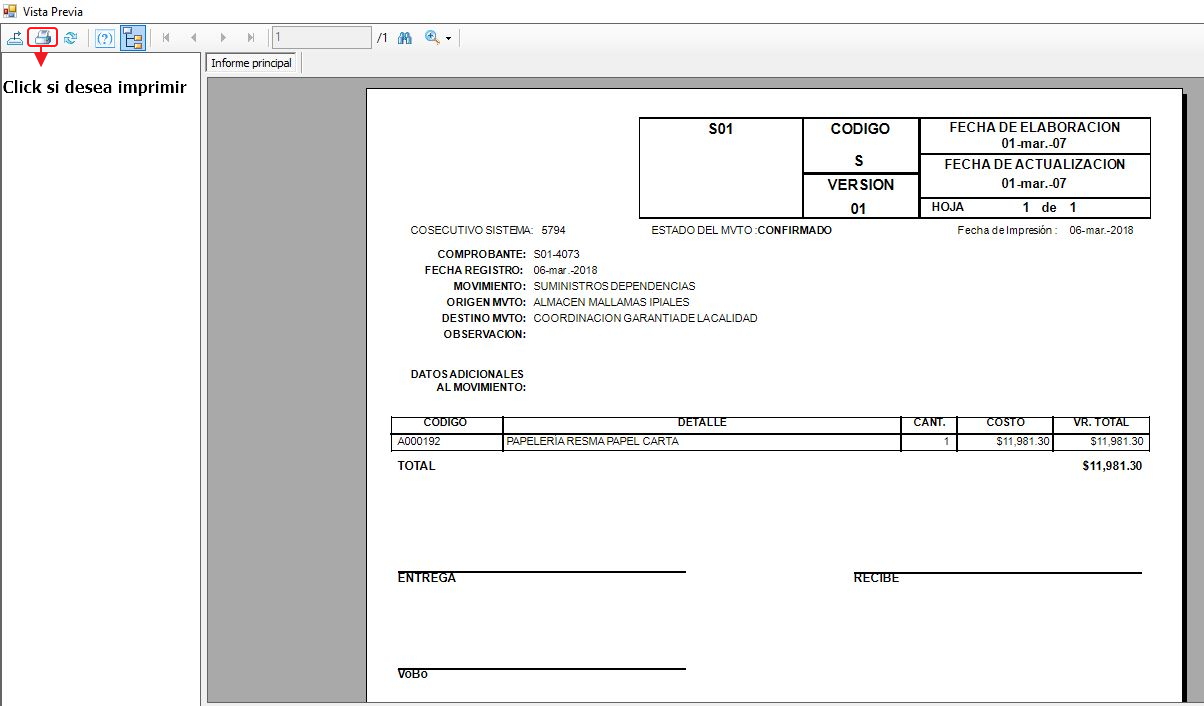 Vista Previa
(?) 1 /1
Informe principal
Click si desea imprimir
S01 CODIGO FECHA DE ELABORACION
01-mar.-07
S FECHA DE ACTUALIZACION
VERSION 01-mar.-07
01 HOJA 1 de 1
COSECUTIVO SISTEMA: 5794 ESTADO DEL MVTO :CONFIRMADO Fecha de Impresión : 06-mar.-2018
COMPROBANTE: S01-4073
FECHA REGISTRO: 06-mar.-2018
MOVIMIENTO: SUMINISTROS DEPENDENCIAS
ORIGEN MVTO: ALMACEN MALLAMAS IPIALES
DESTINO MVTO: COORDINACION GARANTIA DE LA CALIDAD
OBSERVACION:
DATOS ADICIONALES
AL MOVIMIENTO:
CODIGO DETALLE CANT. COSTO VR. TOTAL
A000192 PAPELERÍA RESMA PAPEL CARTA 1 $11,981.30 $11,981.30
TOTAL $11,981.30
ENTREGA RECIBE
VoBo